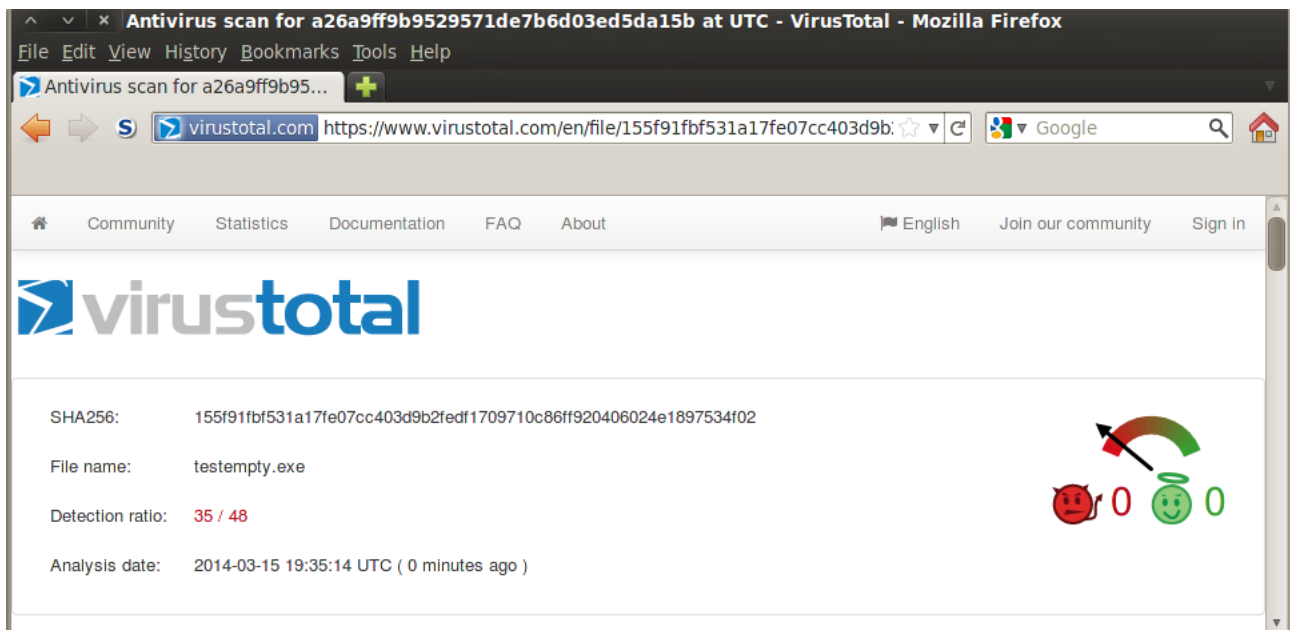 Antivirus scan for a26a9ff9b9529571de7b6d03ed5da15b at UTC - VirusTotal - Mozilla Firefox
File Edit View History Bookmarks Tools Help
Antivirus scan for a26a9ff9b95...
S virustotal.com https://www.virustotal.com/en/file/155f91fbf531a17fe07cc403d9b Google
Community Statistics Documentation FAQ About English Join our community Sign in
virustotal
SHA256: 155f91fbf531a17fe07cc403d9b2fedf1709710c86ff920406024e1897534f02
File name: testempty.exe
0 0
Detection ratio: 35 / 48
Analysis date: 2014-03-15 19:35:14 UTC ( 0 minutes ago )